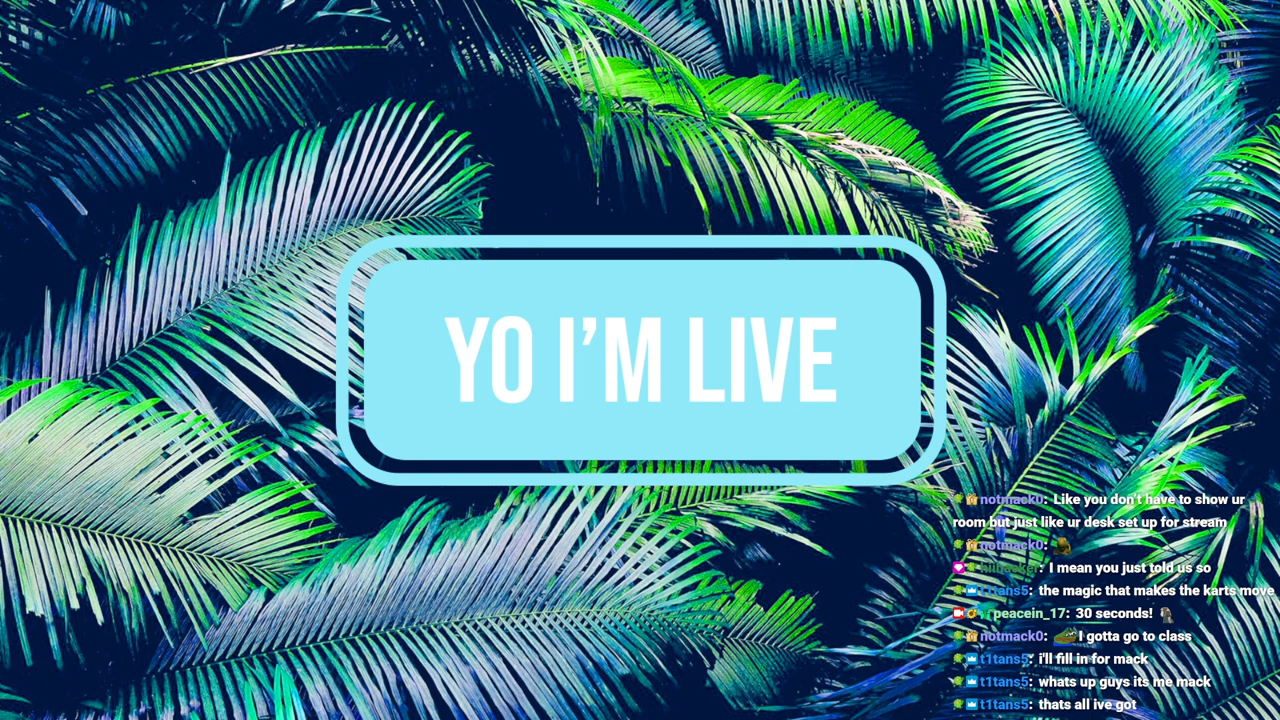 YO I'M LIVE
notmack0: Like you don't have to show ur
room but just like ur desk set up for stream
notmack0:
: I mean you just told us so
t1tans5: the magic that makes the karts move
peacein_17: 30 seconds!
notmack0: I gotta go to class
t1tans5: i'll fill in for mack
t1tans5: whats up guys its me mack
t1tans5: thats all ive got